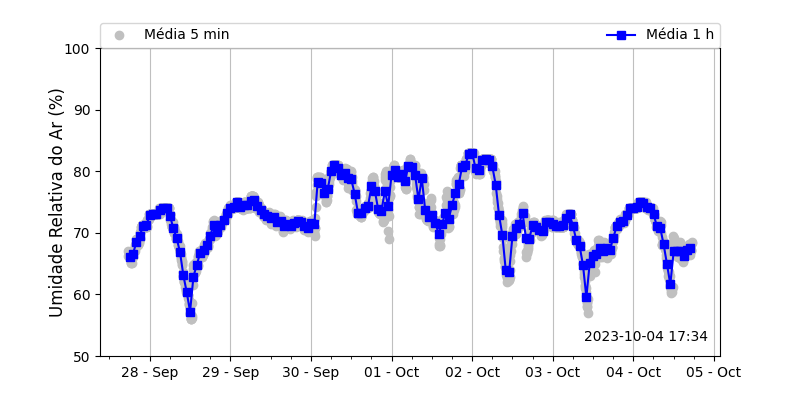 Média 5 min
Média 1 h
100
90
80
70
60
50
Umidade Relativa do Ar (%)
2023-10-04 17:34
28 - Sep
29 - Sep
30 - Sep
01 - Oct
02 - Oct
03 - Oct
04 - Oct
05 - Oct